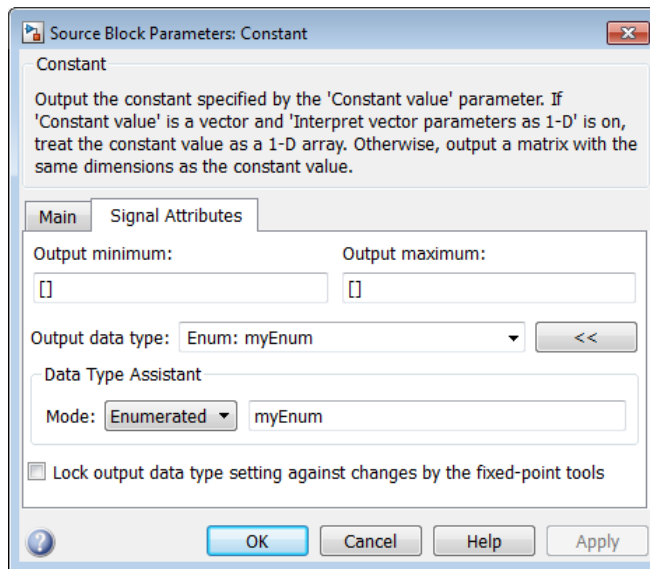 Source Block Parameters: Constant
Constant
Output the constant specified by the 'Constant value' parameter. If
'Constant value' is a vector and 'Interpret vector parameters as 1-D' is on,
treat the constant value as a 1-D array. Otherwise, output a matrix with the
same dimensions as the constant value.
Main Signal Attributes
Output minimum: Output maximum:
[] []
Output data type: Enum: myEnum <<
Data Type Assistant
Mode: Enumerated myEnum
Lock output data type setting against changes by the fixed-point tools
? OK Cancel Help Apply